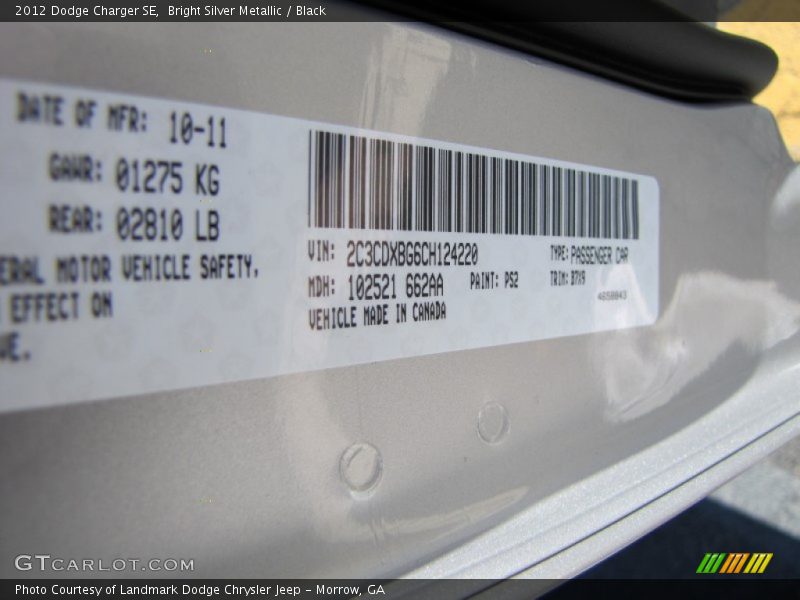 2012 Dodge Charger SE, Bright Silver Metallic / Black
DATE OF MFR: 10-11
GAWR: 01275 KG
REAR: 02810 LB
ERAL MOTOR VEHICLE SAFETY,
EFFECT ON
VE.
VIN: 2C3CDXBG6CH124220
TYPE: PASSENGER CAR
MDH: 102521 662AA
PAINT: PS2
TRIM: B7X9
VEHICLE MADE IN CANADA
4658043
GTCARLOT.COM
Photo Courtesy of Landmark Dodge Chrysler Jeep - Morrow, GA